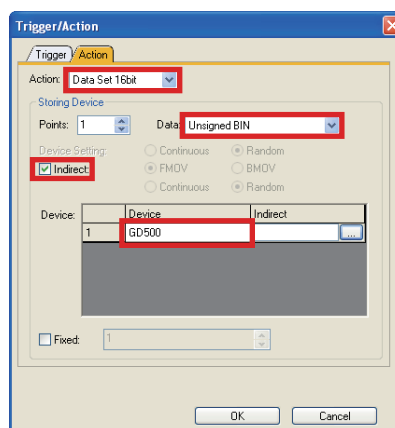 Trigger/Action
Trigger Action
Action: Data Set 16bit
Storing Device
Points: 1 Data: Unsigned BIN
Device Setting: Continuous Random
Indirect: FMOV BMOV
Continuous Random
Device: Device Indirect
1 GD500 ...
Fixed: 1
OK Cancel